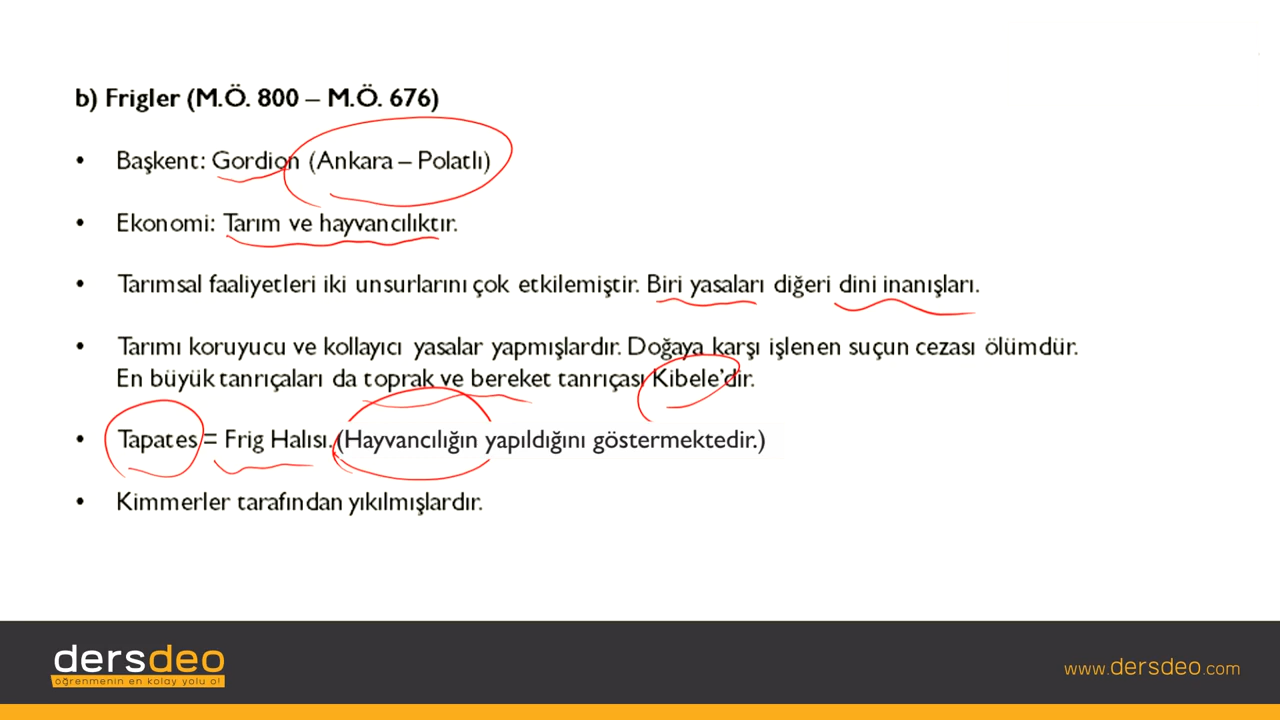 b) Frigler (M.Ö. 800 – M.Ö. 676)
• Başkent: Gordion (Ankara – Polatlı)
• Ekonomi: Tarım ve hayvancılıktır.
• Tarımsal faaliyetleri iki unsurlarını çok etkilemiştir. Biri yasaları diğeri dini inanışları.
• Tarımı koruyucu ve kollayıcı yasalar yapmışlardır. Doğaya karşı işlenen suçun cezası ölümdür.
En büyük tanrıçaları da toprak ve bereket tanrıçası Kibele’dir.
• Tapates = Frig Halısı. (Hayvancılığın yapıldığını göstermektedir.)
• Kimmerler tarafından yıkılmışlardır.
dersdeo
öğrenmenin en kolay yolu o!
www.dersdeo.com